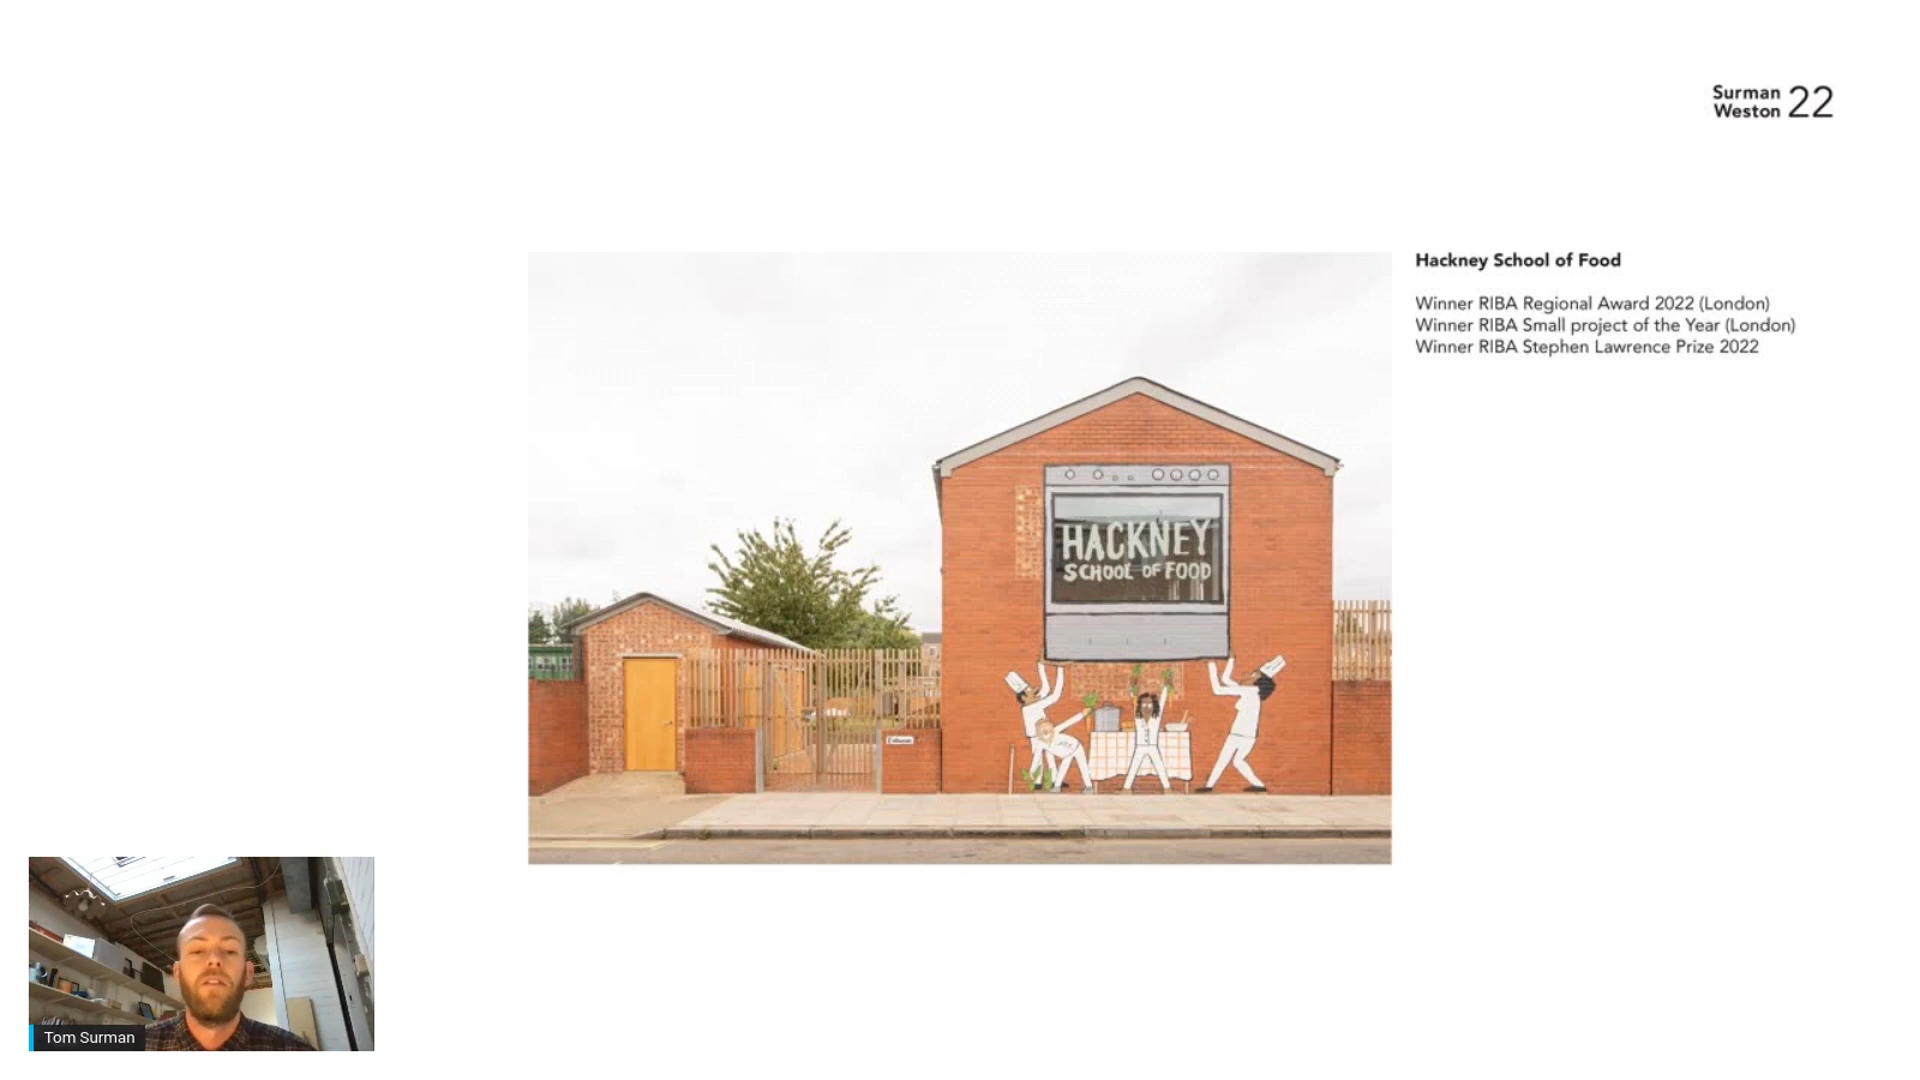 Surman
Weston 22
Hackney School of Food
Winner RIBA Regional Award 2022 (London)
Winner RIBA Small project of the Year (London)
Winner RIBA Stephen Lawrence Prize 2022
HACKNEY
SCHOOL OF FOOD
Tom Surman